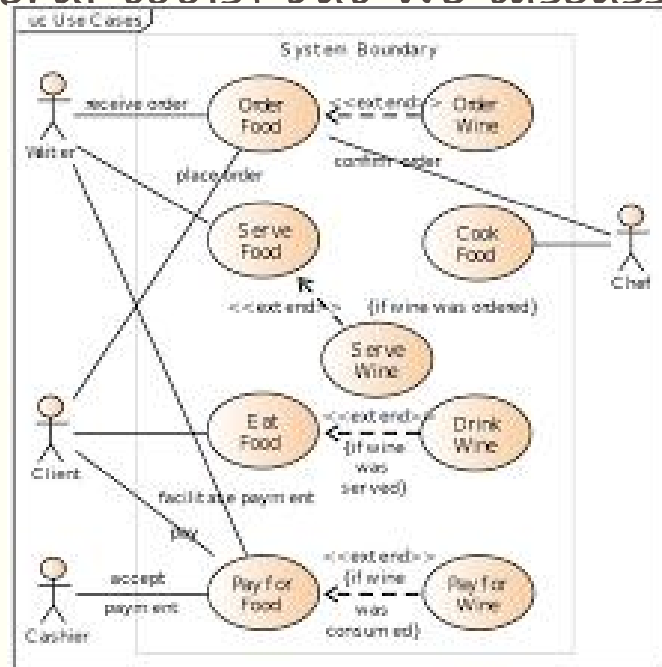 uc Use Cases
System Boundary
receive order
Order
Food
<<extend>>
Order
Wine
Waiter
place order
confirm order
Serve
Food
Cook
Food
Chef
<<extend>>
{if wine was ordered}
Serve
Wine
Eat
Food
<<extend>>
{if wine
was
served}
Drink
Wine
Client
facilitate payment
pay
accept
payment
Pay for
Food
<<extend>>
{if wine
was
consumed}
Pay for
Wine
Cashier